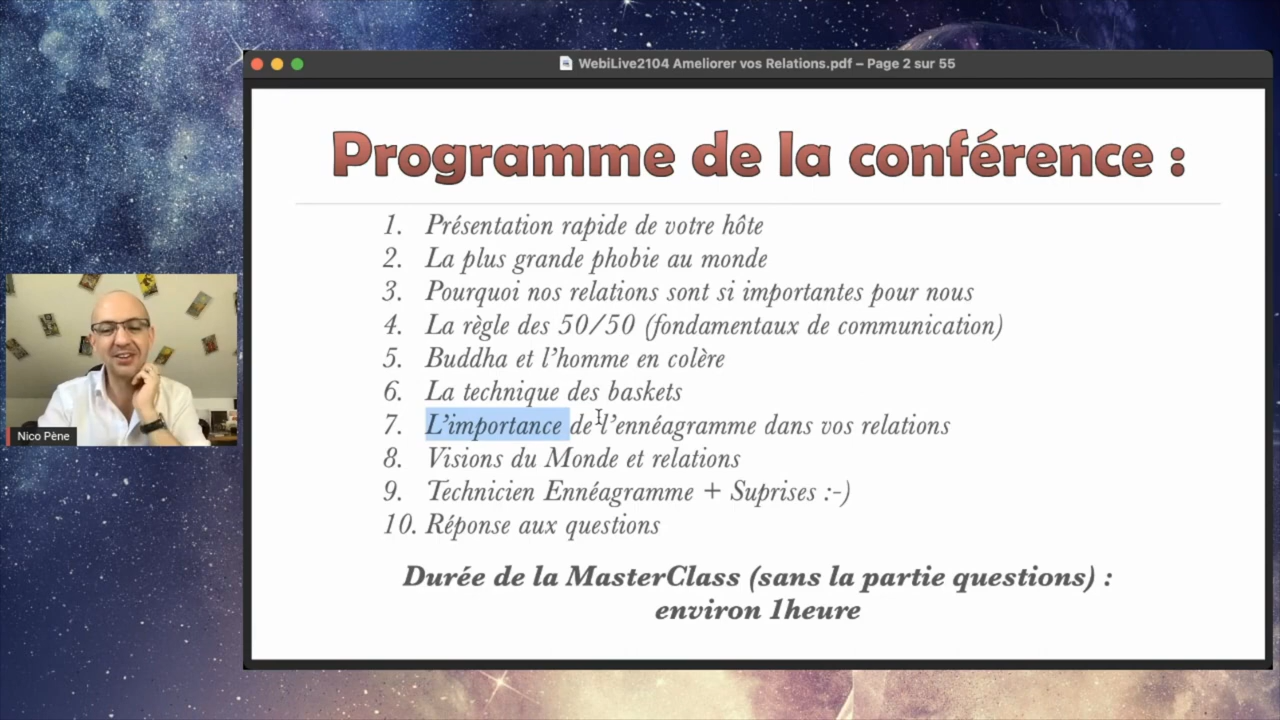 WebiLive2104 Ameliorer vos Relations.pdf – Page 2 sur 55
Programme de la conférence :
1. Présentation rapide de votre hôte
2. La plus grande phobie au monde
3. Pourquoi nos relations sont si importantes pour nous
4. La règle des 50/50 (fondamentaux de communication)
5. Buddha et l’homme en colère
6. La technique des baskets
7. L’importance de l’ennéagramme dans vos relations
8. Visions du Monde et relations
9. Technicien Ennéagramme + Suprises :-)
10. Réponse aux questions
Durée de la MasterClass (sans la partie questions) :
environ 1heure
Nico Pène